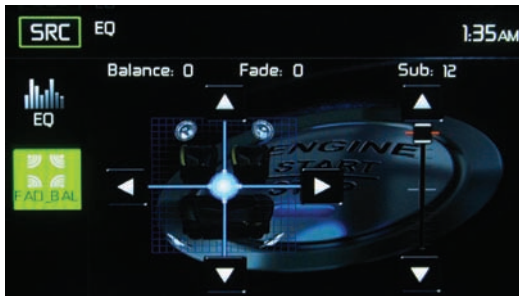 SRC EQ 1:35AM
Balance: 0 Fade: 0 Sub: 12
EQ
ENGINE
START
FAD_BAL